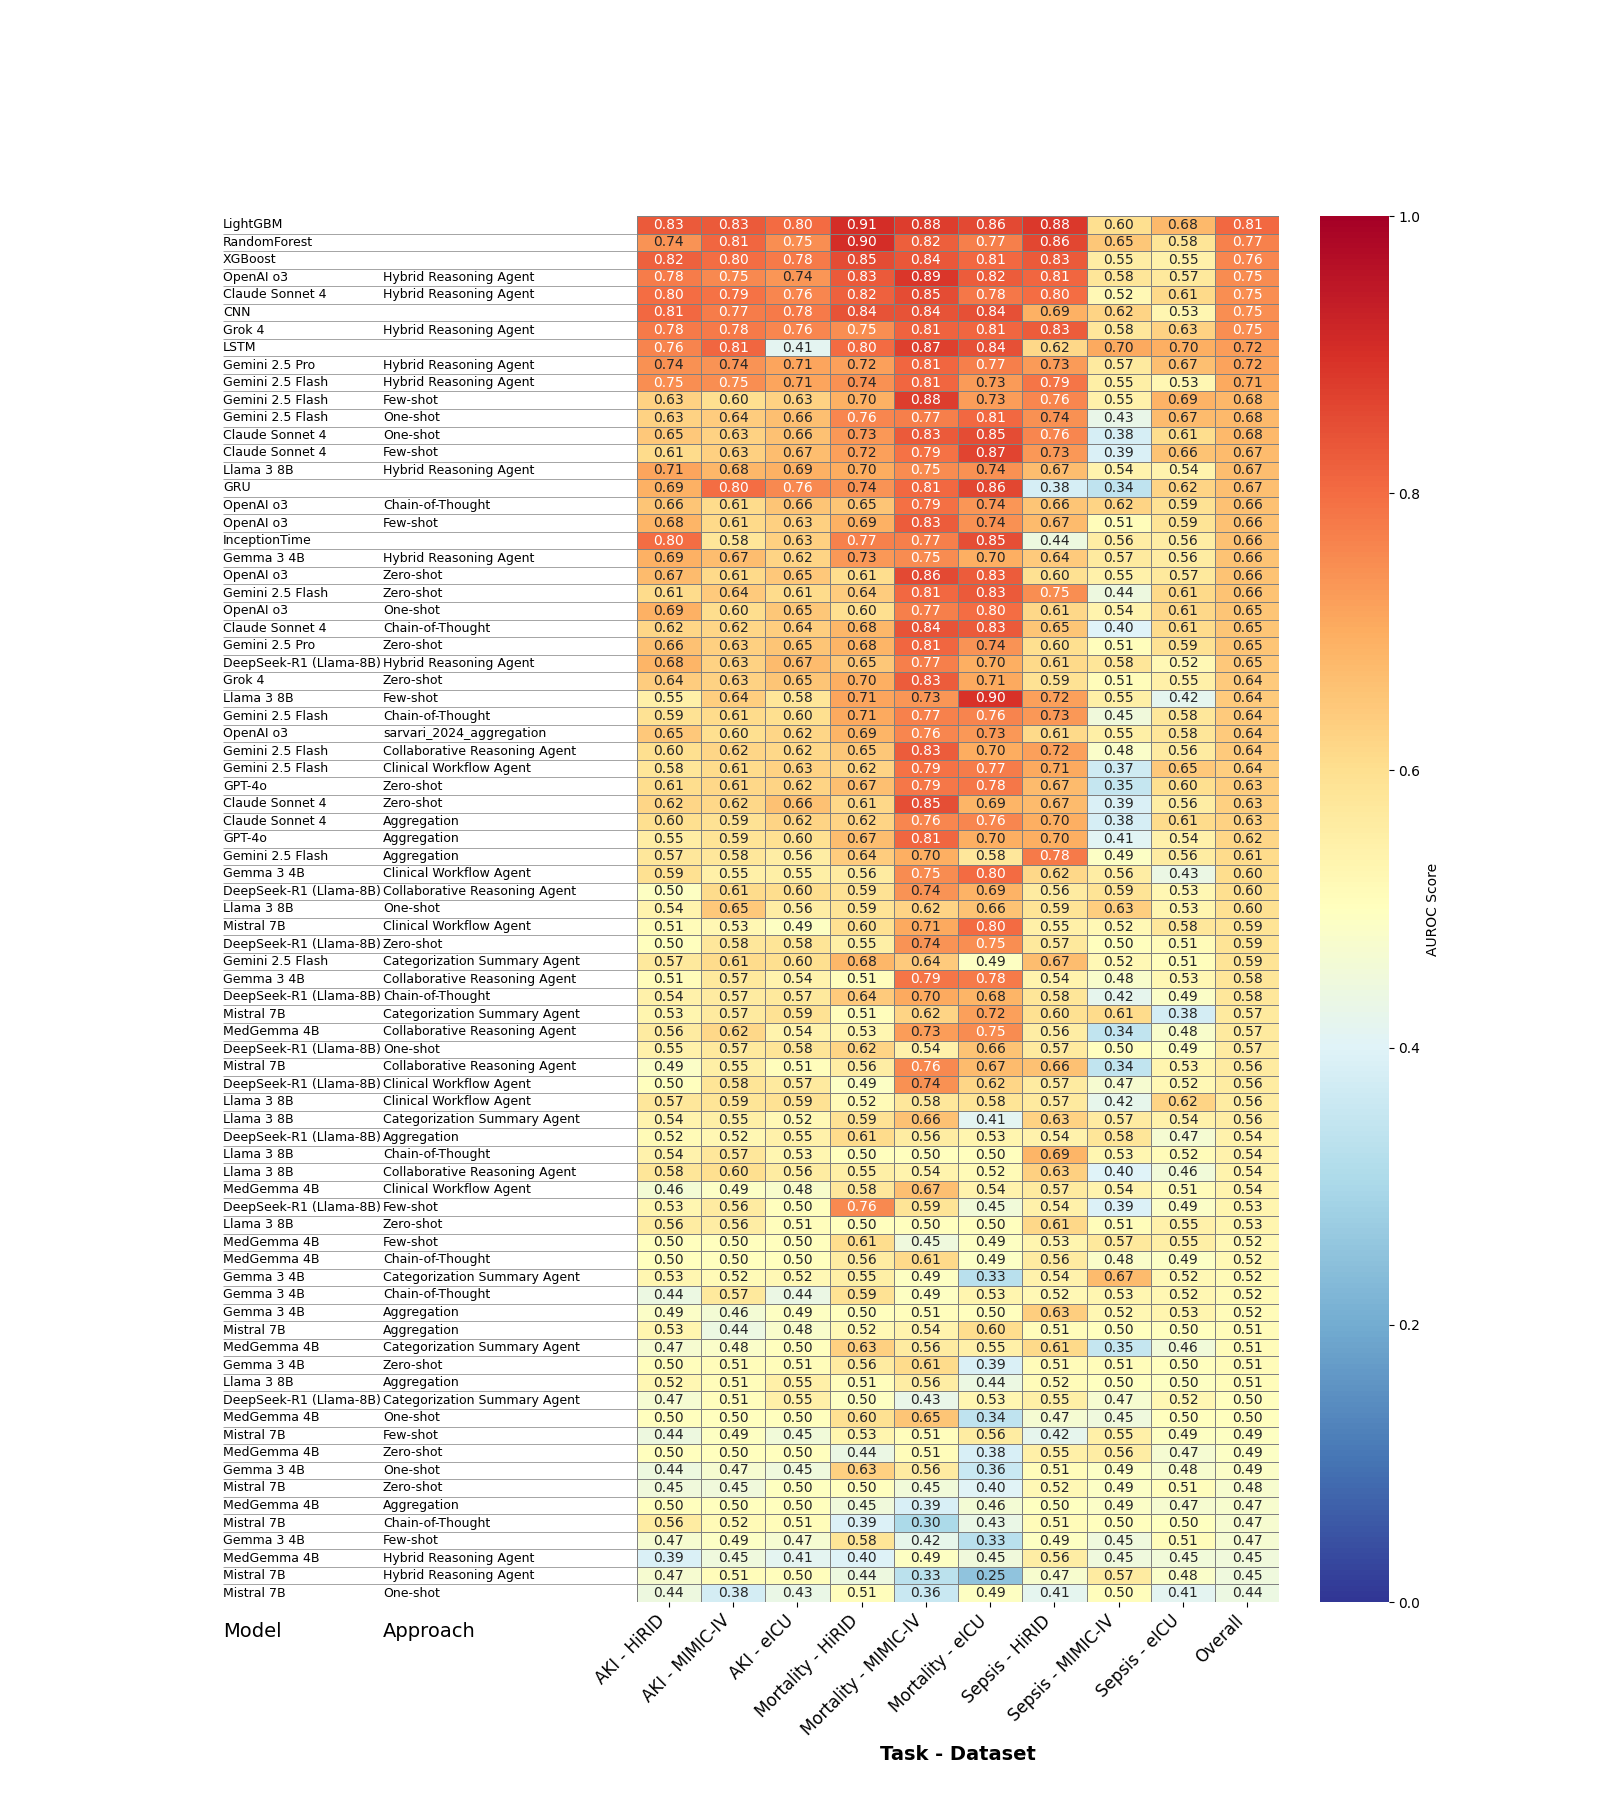 LightGBM 0.83 0.83 0.80 0.91 0.88 0.86 0.88 0.60 0.68 0.81
RandomForest 0.74 0.81 0.75 0.90 0.82 0.77 0.86 0.65 0.58 0.77
XGBoost 0.82 0.80 0.78 0.85 0.84 0.81 0.83 0.55 0.55 0.76
OpenAI o3 Hybrid Reasoning Agent 0.78 0.75 0.74 0.83 0.89 0.82 0.81 0.58 0.57 0.75
Claude Sonnet 4 Hybrid Reasoning Agent 0.80 0.79 0.76 0.82 0.85 0.78 0.80 0.52 0.61 0.75
CNN 0.81 0.77 0.78 0.84 0.84 0.84 0.69 0.62 0.53 0.75
Grok 4 Hybrid Reasoning Agent 0.78 0.78 0.76 0.75 0.81 0.81 0.83 0.58 0.63 0.75
LSTM 0.76 0.81 0.41 0.80 0.87 0.84 0.62 0.70 0.70 0.72
Gemini 2.5 Pro Hybrid Reasoning Agent 0.74 0.74 0.71 0.72 0.81 0.77 0.73 0.57 0.67 0.72
Gemini 2.5 Flash Hybrid Reasoning Agent 0.75 0.75 0.71 0.74 0.81 0.73 0.79 0.55 0.53 0.71
Gemini 2.5 Flash Few-shot 0.63 0.60 0.63 0.70 0.88 0.73 0.76 0.55 0.69 0.68
Gemini 2.5 Flash One-shot 0.63 0.64 0.66 0.76 0.77 0.81 0.74 0.43 0.67 0.68
Claude Sonnet 4 One-shot 0.65 0.63 0.66 0.73 0.83 0.85 0.76 0.38 0.61 0.68
Claude Sonnet 4 Few-shot 0.61 0.63 0.67 0.72 0.79 0.87 0.73 0.39 0.66 0.67
Llama 3 8B Hybrid Reasoning Agent 0.71 0.68 0.69 0.70 0.75 0.74 0.67 0.54 0.54 0.67
GRU 0.69 0.80 0.76 0.74 0.81 0.86 0.38 0.34 0.62 0.67
OpenAI o3 Chain-of-Thought 0.66 0.61 0.66 0.65 0.79 0.74 0.66 0.62 0.59 0.66
OpenAI o3 Few-shot 0.68 0.61 0.63 0.69 0.83 0.74 0.67 0.51 0.59 0.66
InceptionTime 0.80 0.58 0.63 0.77 0.77 0.85 0.44 0.56 0.56 0.66
Gemma 3 4B Hybrid Reasoning Agent 0.69 0.67 0.62 0.73 0.75 0.70 0.64 0.57 0.56 0.66
OpenAI o3 Zero-shot 0.67 0.61 0.65 0.61 0.86 0.83 0.60 0.55 0.57 0.66
Gemini 2.5 Flash Zero-shot 0.61 0.64 0.61 0.64 0.81 0.83 0.75 0.44 0.61 0.66
OpenAI o3 One-shot 0.69 0.60 0.65 0.60 0.77 0.80 0.61 0.54 0.61 0.65
Claude Sonnet 4 Chain-of-Thought 0.62 0.62 0.64 0.68 0.84 0.83 0.65 0.40 0.61 0.65
Gemini 2.5 Pro Zero-shot 0.66 0.63 0.65 0.68 0.81 0.74 0.60 0.51 0.59 0.65
DeepSeek-R1 (Llama-8B) Hybrid Reasoning Agent 0.68 0.63 0.67 0.65 0.77 0.70 0.61 0.58 0.52 0.65
Grok 4 Zero-shot 0.64 0.63 0.65 0.70 0.83 0.71 0.59 0.51 0.55 0.64
Llama 3 8B Few-shot 0.55 0.64 0.58 0.71 0.73 0.90 0.72 0.55 0.42 0.64
Gemini 2.5 Flash Chain-of-Thought 0.59 0.61 0.60 0.71 0.77 0.76 0.73 0.45 0.58 0.64
OpenAI o3 sarvari_2024_aggregation 0.65 0.60 0.62 0.69 0.76 0.73 0.61 0.55 0.58 0.64
Gemini 2.5 Flash Collaborative Reasoning Agent 0.60 0.62 0.62 0.65 0.83 0.70 0.72 0.48 0.56 0.64
Gemini 2.5 Flash Clinical Workflow Agent 0.58 0.61 0.63 0.62 0.79 0.77 0.71 0.37 0.65 0.64
GPT-4o Zero-shot 0.61 0.61 0.62 0.67 0.79 0.78 0.67 0.35 0.60 0.63
Claude Sonnet 4 Zero-shot 0.62 0.62 0.66 0.61 0.85 0.69 0.67 0.39 0.56 0.63
Claude Sonnet 4 Aggregation 0.60 0.59 0.62 0.62 0.76 0.76 0.70 0.38 0.61 0.63
GPT-4o Aggregation 0.55 0.59 0.60 0.67 0.81 0.70 0.70 0.41 0.54 0.62
Gemini 2.5 Flash Aggregation 0.57 0.58 0.56 0.64 0.70 0.58 0.78 0.49 0.56 0.61
Gemma 3 4B Clinical Workflow Agent 0.59 0.55 0.55 0.56 0.75 0.80 0.62 0.56 0.43 0.60
DeepSeek-R1 (Llama-8B) Collaborative Reasoning Agent 0.50 0.61 0.60 0.59 0.74 0.69 0.56 0.59 0.53 0.60
Llama 3 8B One-shot 0.54 0.65 0.56 0.59 0.62 0.66 0.59 0.63 0.53 0.60
Mistral 7B Clinical Workflow Agent 0.51 0.53 0.49 0.60 0.71 0.80 0.55 0.52 0.58 0.59
DeepSeek-R1 (Llama-8B) Zero-shot 0.50 0.58 0.58 0.55 0.74 0.75 0.57 0.50 0.51 0.59
Gemini 2.5 Flash Categorization Summary Agent 0.57 0.61 0.60 0.68 0.64 0.49 0.67 0.52 0.51 0.59
Gemma 3 4B Collaborative Reasoning Agent 0.51 0.57 0.54 0.51 0.79 0.78 0.54 0.48 0.53 0.58
DeepSeek-R1 (Llama-8B) Chain-of-Thought 0.54 0.57 0.57 0.64 0.70 0.68 0.58 0.42 0.49 0.58
Mistral 7B Categorization Summary Agent 0.53 0.57 0.59 0.51 0.62 0.72 0.60 0.61 0.38 0.57
MedGemma 4B Collaborative Reasoning Agent 0.56 0.62 0.54 0.53 0.73 0.75 0.56 0.34 0.48 0.57
DeepSeek-R1 (Llama-8B) One-shot 0.55 0.57 0.58 0.62 0.54 0.66 0.57 0.50 0.49 0.57
Mistral 7B Collaborative Reasoning Agent 0.49 0.55 0.51 0.56 0.76 0.67 0.66 0.34 0.53 0.56
DeepSeek-R1 (Llama-8B) Clinical Workflow Agent 0.50 0.58 0.57 0.49 0.74 0.62 0.57 0.47 0.52 0.56
Llama 3 8B Clinical Workflow Agent 0.57 0.59 0.59 0.52 0.58 0.58 0.57 0.42 0.62 0.56
Llama 3 8B Categorization Summary Agent 0.54 0.55 0.52 0.59 0.66 0.41 0.63 0.57 0.54 0.56
DeepSeek-R1 (Llama-8B) Aggregation 0.52 0.52 0.55 0.61 0.56 0.53 0.54 0.58 0.47 0.54
Llama 3 8B Chain-of-Thought 0.54 0.57 0.53 0.50 0.50 0.50 0.69 0.53 0.52 0.54
Llama 3 8B Collaborative Reasoning Agent 0.58 0.60 0.56 0.55 0.54 0.52 0.63 0.40 0.46 0.54
MedGemma 4B Clinical Workflow Agent 0.46 0.49 0.48 0.58 0.67 0.54 0.57 0.54 0.51 0.54
DeepSeek-R1 (Llama-8B) Few-shot 0.53 0.56 0.50 0.76 0.59 0.45 0.54 0.39 0.49 0.53
Llama 3 8B Zero-shot 0.56 0.56 0.51 0.50 0.50 0.50 0.61 0.51 0.55 0.53
MedGemma 4B Few-shot 0.50 0.50 0.50 0.61 0.45 0.49 0.53 0.57 0.55 0.52
MedGemma 4B Chain-of-Thought 0.50 0.50 0.50 0.56 0.61 0.49 0.56 0.48 0.49 0.52
Gemma 3 4B Categorization Summary Agent 0.53 0.52 0.52 0.55 0.49 0.33 0.54 0.67 0.52 0.52
Gemma 3 4B Chain-of-Thought 0.44 0.57 0.44 0.59 0.49 0.53 0.52 0.53 0.52 0.52
Gemma 3 4B Aggregation 0.49 0.46 0.49 0.50 0.51 0.50 0.63 0.52 0.53 0.52
Mistral 7B Aggregation 0.53 0.44 0.48 0.52 0.54 0.60 0.51 0.50 0.50 0.51
MedGemma 4B Categorization Summary Agent 0.47 0.48 0.50 0.63 0.56 0.55 0.61 0.35 0.46 0.51
Gemma 3 4B Zero-shot 0.50 0.51 0.51 0.56 0.61 0.39 0.51 0.51 0.50 0.51
Llama 3 8B Aggregation 0.52 0.51 0.55 0.51 0.56 0.44 0.52 0.50 0.50 0.51
DeepSeek-R1 (Llama-8B) Categorization Summary Agent 0.47 0.51 0.55 0.50 0.43 0.53 0.55 0.47 0.52 0.50
MedGemma 4B One-shot 0.50 0.50 0.50 0.60 0.65 0.34 0.47 0.45 0.50 0.50
Mistral 7B Few-shot 0.44 0.49 0.45 0.53 0.51 0.56 0.42 0.55 0.49 0.49
MedGemma 4B Zero-shot 0.50 0.50 0.50 0.44 0.51 0.38 0.55 0.56 0.47 0.49
Gemma 3 4B One-shot 0.44 0.47 0.45 0.63 0.56 0.36 0.51 0.49 0.48 0.49
Mistral 7B Zero-shot 0.45 0.45 0.50 0.50 0.45 0.40 0.52 0.49 0.51 0.48
MedGemma 4B Aggregation 0.50 0.50 0.50 0.45 0.39 0.46 0.50 0.49 0.47 0.47
Mistral 7B Chain-of-Thought 0.56 0.52 0.51 0.39 0.30 0.43 0.51 0.50 0.50 0.47
Gemma 3 4B Few-shot 0.47 0.49 0.47 0.58 0.42 0.33 0.49 0.45 0.51 0.47
MedGemma 4B Hybrid Reasoning Agent 0.39 0.45 0.41 0.40 0.49 0.45 0.56 0.45 0.45 0.45
Mistral 7B Hybrid Reasoning Agent 0.47 0.51 0.50 0.44 0.33 0.25 0.47 0.57 0.48 0.45
Mistral 7B One-shot 0.44 0.38 0.43 0.51 0.36 0.49 0.41 0.50 0.41 0.44
Model Approach
AKI - HiRID
AKI - MIMIC-IV
AKI - eICU
Mortality - HiRID
Mortality - MIMIC-IV
Mortality - eICU
Sepsis - HiRID
Sepsis - MIMIC-IV
Sepsis - eICU
Overall
Task - Dataset
1.0
0.8
0.6
0.4
0.2
0.0
AUROC Score